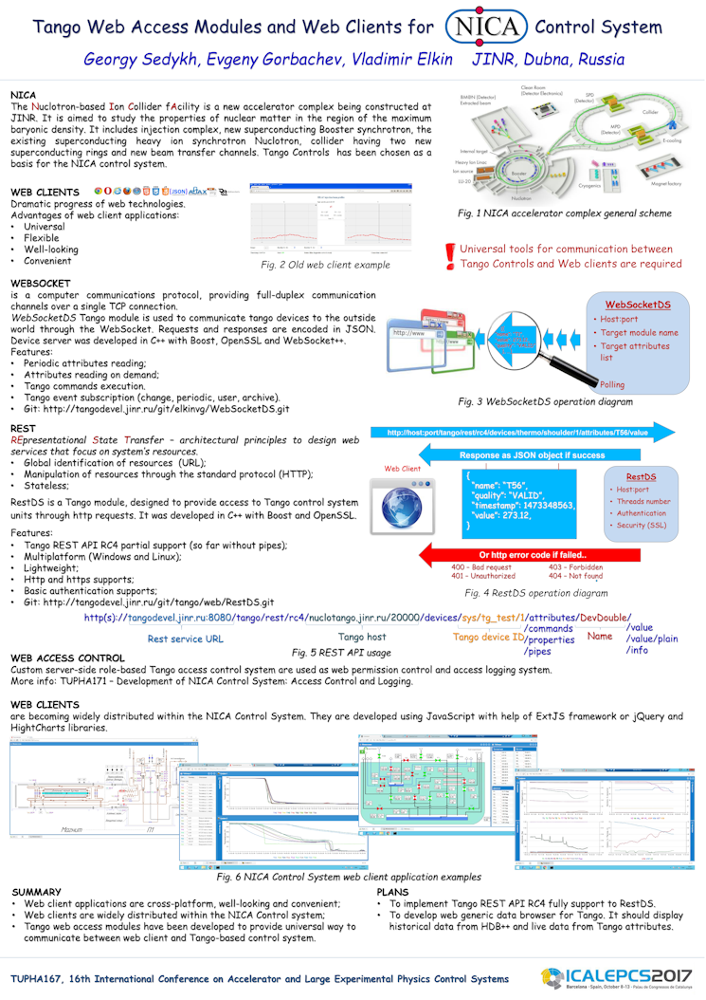 Tango Web Access Modules and Web Clients for NICA Control System
Georgy Sedykh, Evgeny Gorbachev, Vladimir Elkin JINR, Dubna, Russia
NICA
The Nuclotron-based Ion Collider fAcility is a new accelerator complex being constructed at
JINR. It is aimed to study the properties of nuclear matter in the region of the maximum
baryonic density. It includes injection complex, new superconducting Booster synchrotron, the
existing superconducting heavy ion synchrotron Nuclotron, collider having two new
superconducting rings and new beam transfer channels. Tango Controls has been chosen as a
basis for the NICA control system.
BM@N (Detector)
Extracted beam
Clean Room
(Detector Electronics)
SPD
(Detector)
Collider
MPD
(Detector)
E-cooling
Internal target
Heavy Ion Linac
Ion source
LU-20
Booster
Nuclotron
Cryogenics
Magnet factory
Fig. 1 NICA accelerator complex general scheme
WEB CLIENTS
{JSON} AJAX
Dramatic progress of web technologies.
Advantages of web client applications:
• Universal
• Flexible
• Well-looking
• Convenient
Fig. 2 Old web client example
! Universal tools for communication between
Tango Controls and Web clients are required
WEBSOCKET
is a computer communications protocol, providing full-duplex communication
channels over a single TCP connection.
WebSocketDS Tango module is used to communicate tango devices to the outside
world through the WebSocket. Requests and responses are encoded in JSON.
Device server was developed in C++ with Boost, OpenSSL and WebSocket++.
Features:
• Periodic attributes reading;
• Attributes reading on demand;
• Tango commands execution.
• Tango event subscription (change, periodic, user, archive).
• Git: http://tangodevel.jinr.ru/git/elkinvg/WebSocketDS.git
http://www
WebSocketDS
• Host:port
• Target module name
• Target attributes
list
Polling
Fig. 3 WebSocketDS operation diagram
REST
REpresentational State Transfer – architectural principles to design web
services that focus on system's resources.
• Global identification of resources (URL);
• Manipulation of resources through the standard protocol (HTTP);
• Stateless;
RestDS is a Tango module, designed to provide access to Tango control system
units through http requests. It was developed in C++ with Boost and OpenSSL.
Features:
• Tango REST API RC4 partial support (so far without pipes);
• Multiplatform (Windows and Linux);
• Lightweight;
• Http and https supports;
• Basic authentication supports;
• Git: http://tangodevel.jinr.ru/git/tango/web/RestDS.git
http://host:port/tango/rest/rc4/devices/thermo/shoulder/1/attributes/T56/value
Response as JSON object if success
Web Client
{
"name": "T56",
"quality": "VALID",
"timestamp": 1473348563,
"value": 273.12,
}
RestDS
• Host:port
• Threads number
• Authentication
• Security (SSL)
Or http error code if failed..
400 – Bad request 403 – Forbidden
401 – Unauthorized 404 – Not found
Fig. 4 RestDS operation diagram
http(s)://tangodevel.jinr.ru:8080/tango/rest/rc4/nuclotango.jinr.ru/20000/devices/sys/tg_test/1/attributes/DevDouble/
Rest service URL Tango host Tango device ID /commands Name /value
/properties /value/plain
/pipes /info
Fig. 5 REST API usage
WEB ACCESS CONTROL
Custom server-side role-based Tango access control system are used as web permission control and access logging system.
More info: TUPHA171 – Development of NICA Control System: Access Control and Logging.
WEB CLIENTS
are becoming widely distributed within the NICA Control System. They are developed using JavaScript with help of ExtJS framework or jQuery and
HightCharts libraries.
Магнит
П1
Fig. 6 NICA Control System web client application examples
SUMMARY
• Web client applications are cross-platform, well-looking and convenient;
• Web clients are widely distributed within the NICA Control System;
• Tango web access modules have been developed to provide universal way to
communicate between web client and Tango-based control system.
PLANS
• To implement Tango REST API RC4 fully support to RestDS.
• To develop web generic data browser for Tango. It should display
historical data from HDB++ and live data from Tango attributes.
TUPHA167, 16th International Conference on Accelerator and Large Experimental Physics Control Systems
ICALEPCS2017
Barcelona · Spain, October 8-13 · Palau de Congressos de Catalunya